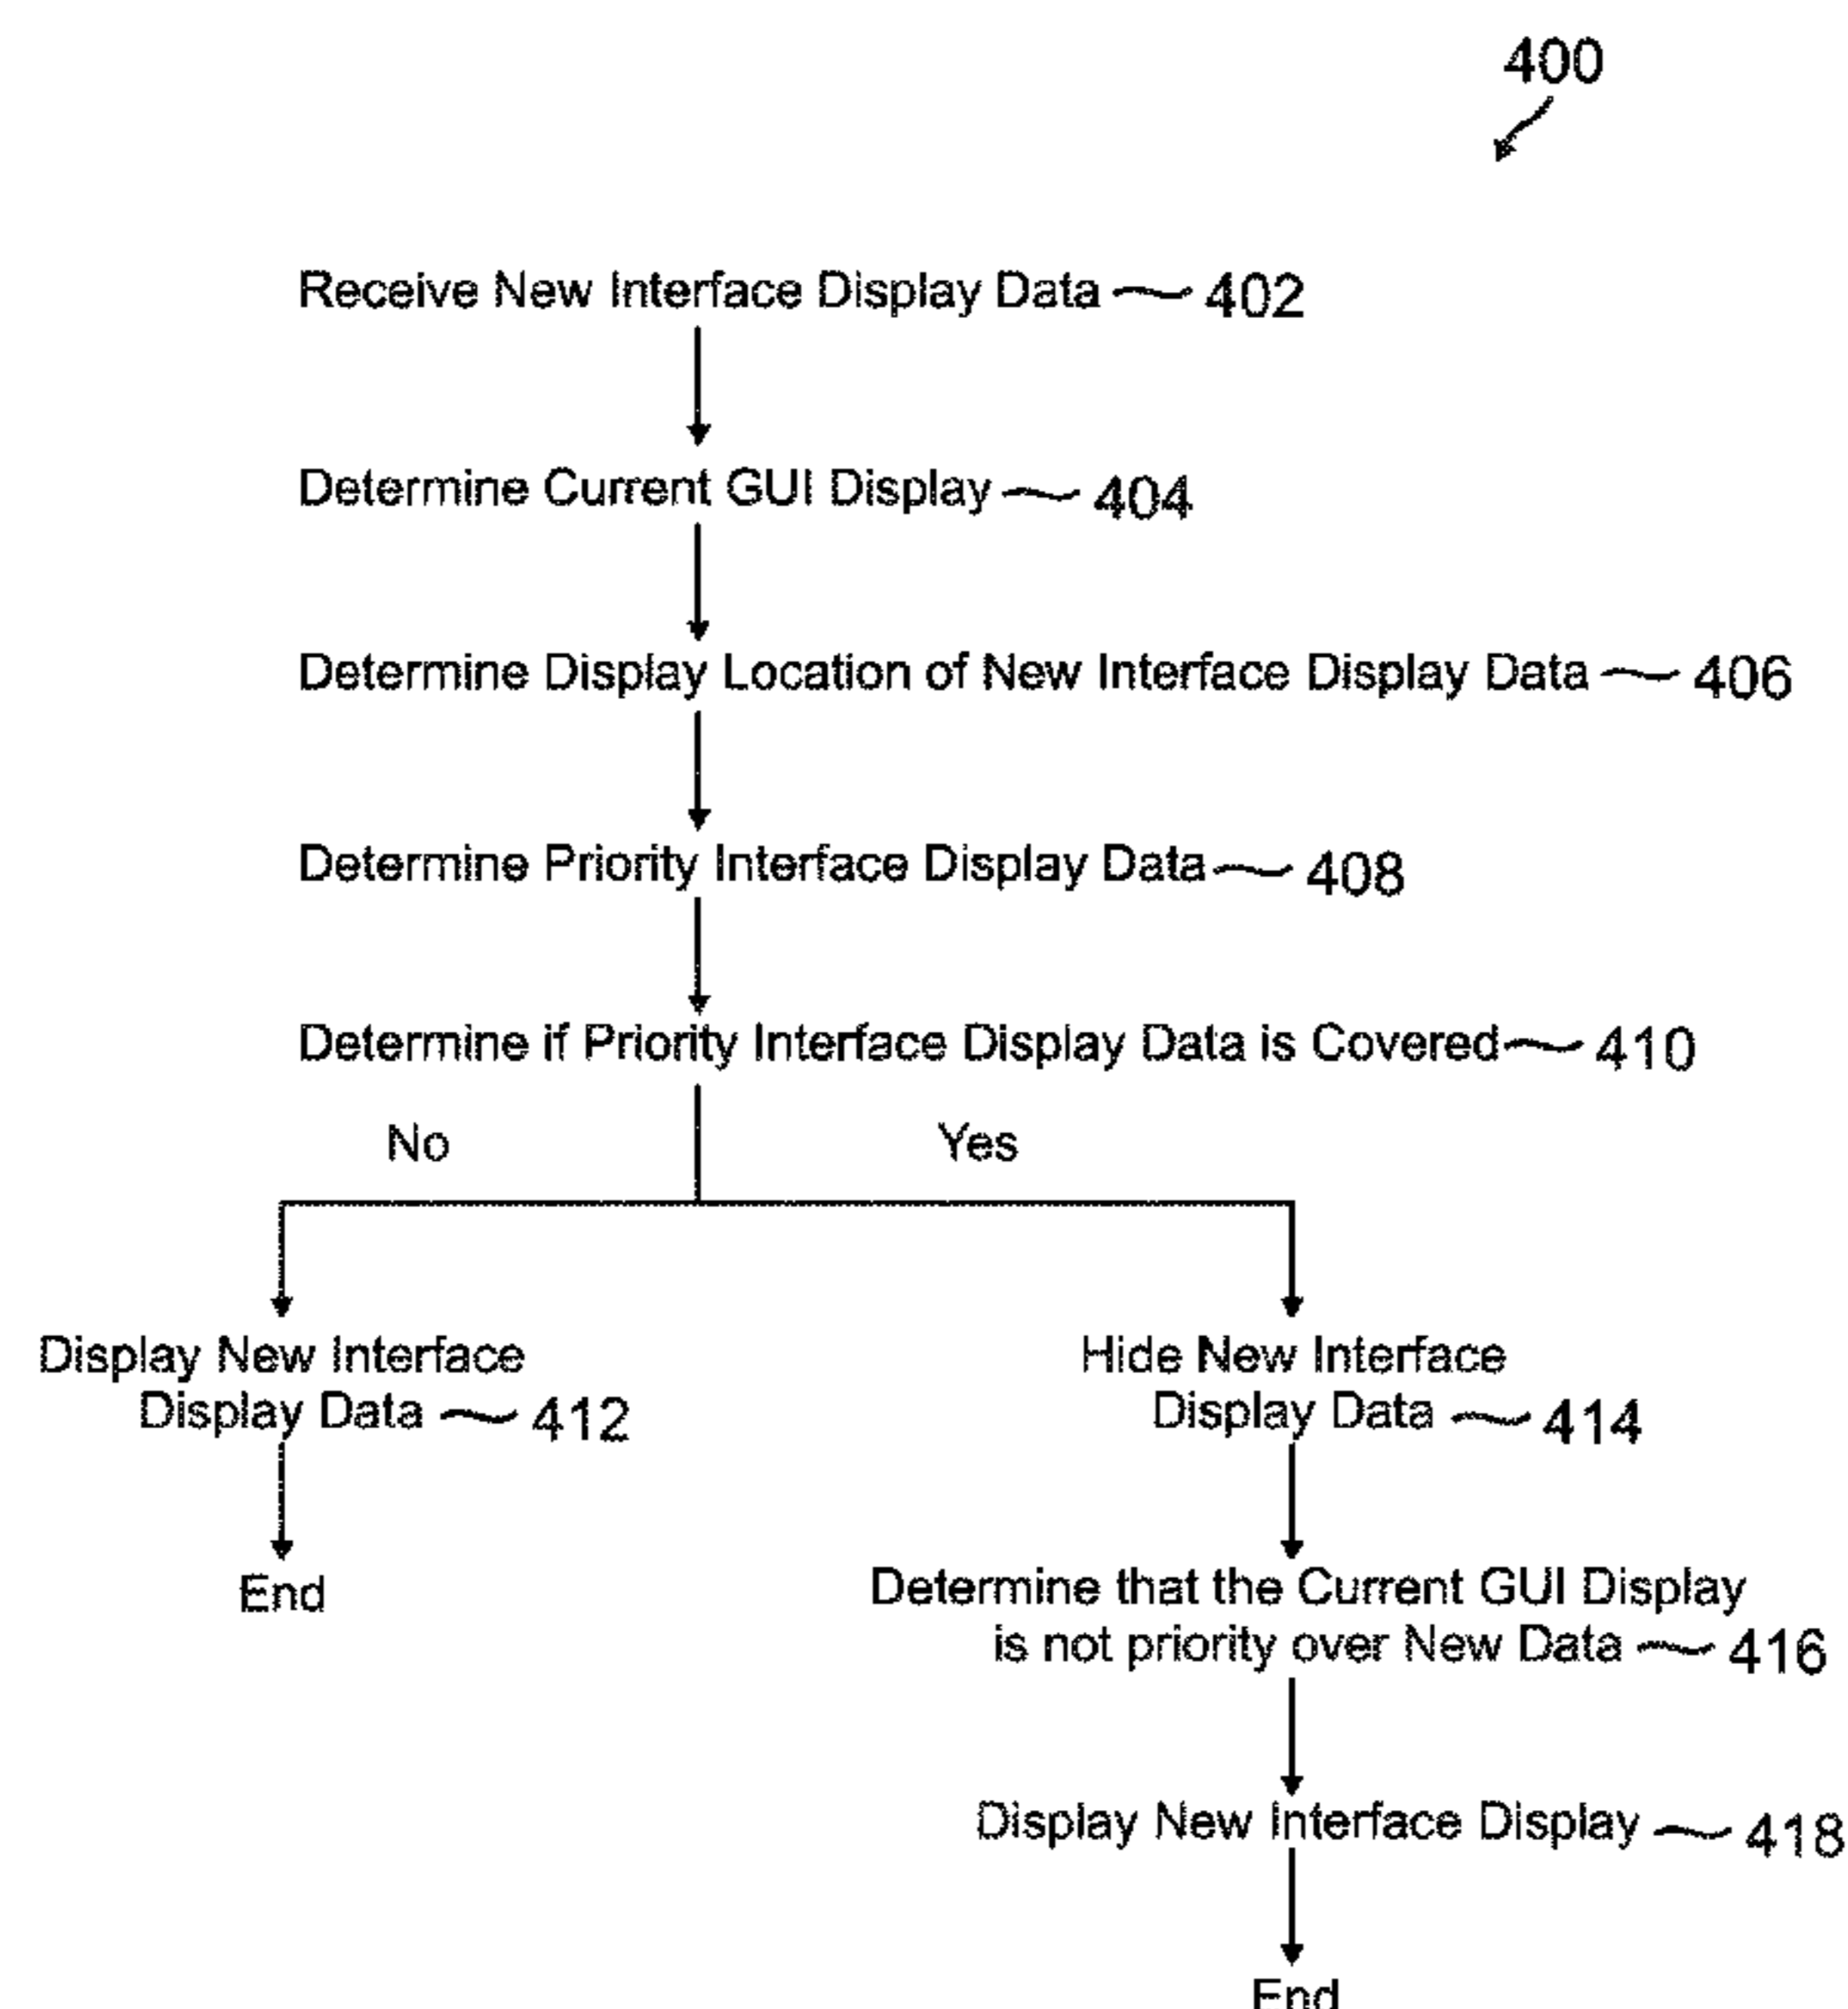 400
Receive New Interface Display Data 402
Determine Current GUI Display 404
Determine Display Location of New Interface Display Data 406
Determine Priority Interface Display Data 408
Determine if Priority Interface Display Data is Covered 410
No Yes
Display New Interface
Display Data 412
End
Hide New Interface
Display Data 414
Determine that the Current GUI Display
is not priority over New Data 416
Display New Interface Display 418
End